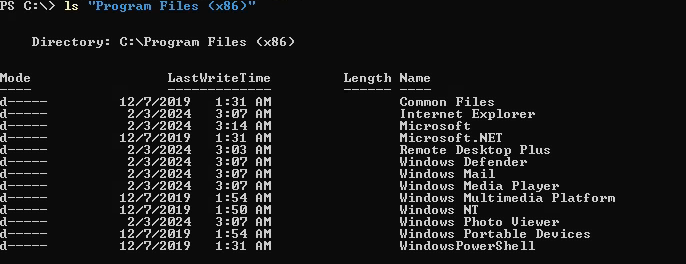 PS C:\> ls "Program Files (x86)"
Directory: C:\Program Files (x86)
Mode LastWriteTime Length Name
---- ------------- ------ ----
d----- 12/7/2019 1:31 AM Common Files
d----- 2/3/2024 3:07 AM Internet Explorer
d----- 2/3/2024 3:14 AM Microsoft
d----- 12/7/2019 1:31 AM Microsoft.NET
d----- 2/3/2024 3:03 AM Remote Desktop Plus
d----- 2/3/2024 3:07 AM Windows Defender
d----- 2/3/2024 3:07 AM Windows Mail
d----- 2/3/2024 3:07 AM Windows Media Player
d----- 12/7/2019 1:54 AM Windows Multimedia Platform
d----- 12/7/2019 1:50 AM Windows NT
d----- 2/3/2024 3:07 AM Windows Photo Viewer
d----- 12/7/2019 1:54 AM Windows Portable Devices
d----- 12/7/2019 1:31 AM WindowsPowerShell